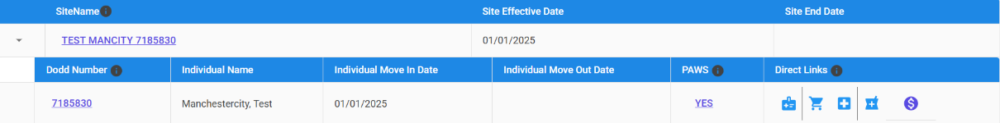 SiteName Site Effective Date Site End Date
TEST MANCITY 7185830 01/01/2025
Dodd Number Individual Name Individual Move In Date Individual Move Out Date PAWS Direct Links
7185830 Manchestercity, Test 01/01/2025 YES